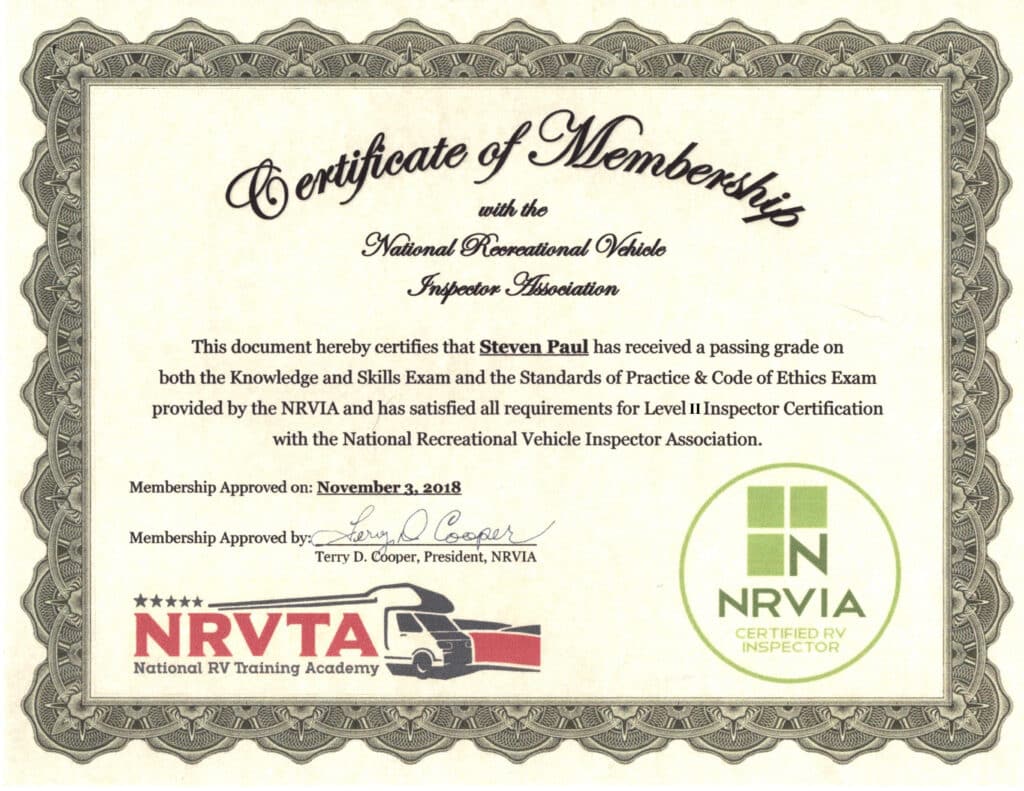 Certificate of Membership
with the
National Recreational Vehicle
Inspector Association
This document hereby certifies that Steven Paul has received a passing grade on
both the Knowledge and Skills Exam and the Standards of Practice & Code of Ethics Exam
provided by the NRVIA and has satisfied all requirements for Level II Inspector Certification
with the National Recreational Vehicle Inspector Association.
Membership Approved on: November 3, 2018
Membership Approved by: Terry D. Cooper
Terry D. Cooper, President, NRVIA
NRVTA
National RV Training Academy
N
NRVIA
CERTIFIED RV
INSPECTOR